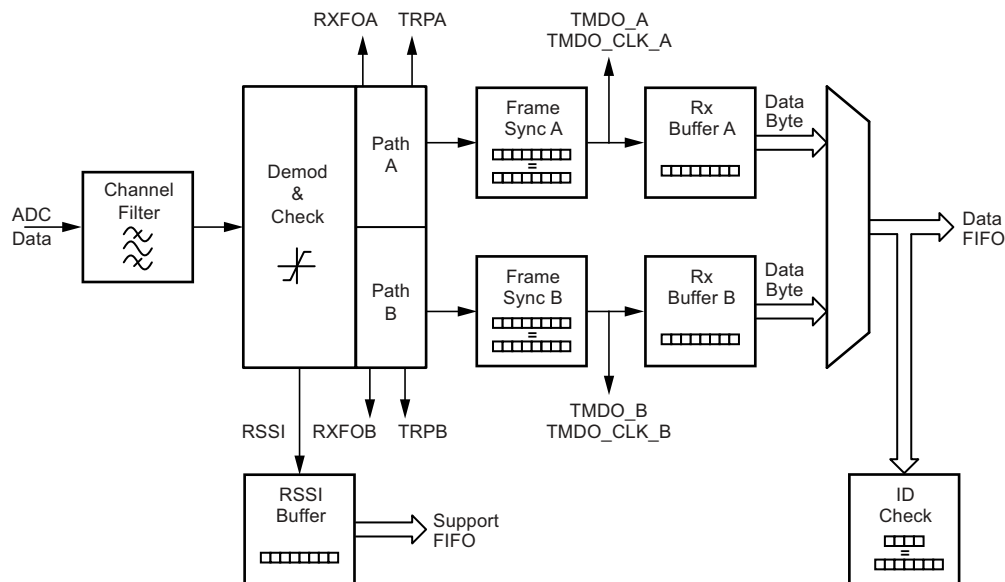 RXFOA
TRPA
TMDO_A
TMDO_CLK_A
Channel
Filter
ADC
Data
Demod
&
Check
Path
A
Path
B
Frame
Sync A
=
Rx
Buffer A
Data
Byte
Frame
Sync B
=
Rx
Buffer B
Data
Byte
Data
FIFO
RSSI
RXFOB
TRPB
TMDO_B
TMDO_CLK_B
RSSI
Buffer
Support
FIFO
ID
Check
=